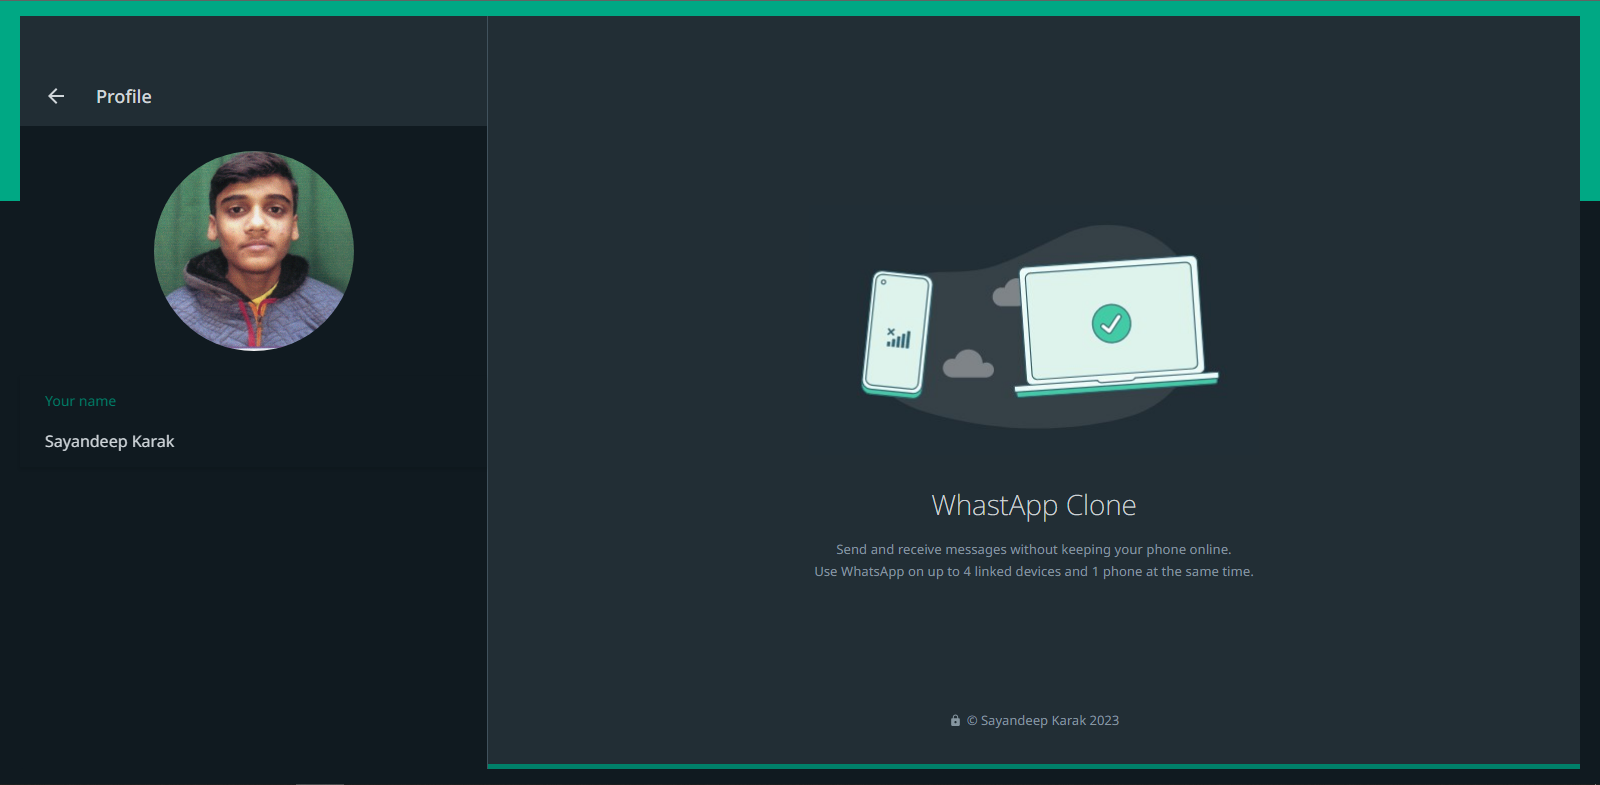 Profile
Your name
Sayandeep Karak
WhastApp Clone
Send and receive messages without keeping your phone online.
Use WhatsApp on up to 4 linked devices and 1 phone at the same time.
© Sayandeep Karak 2023